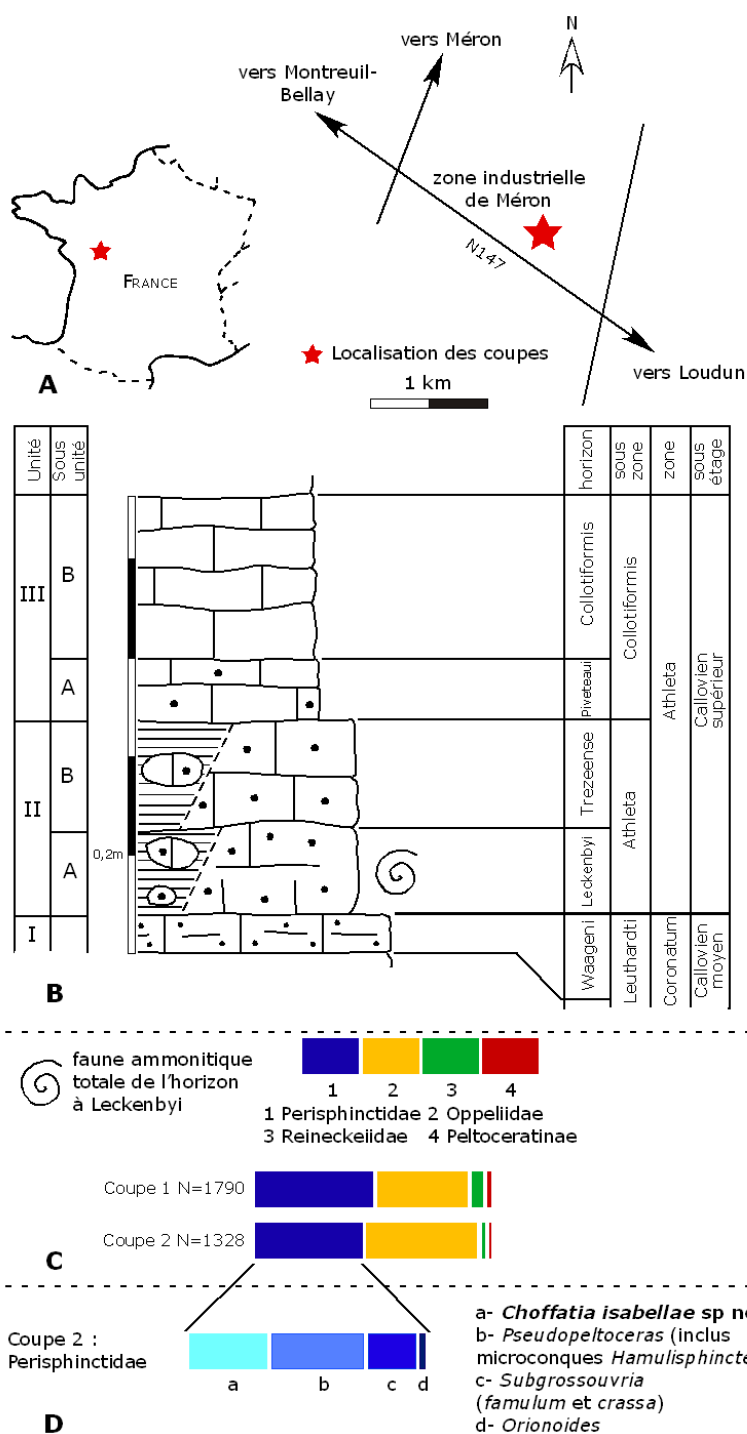 N
vers Méron
vers Montreuil-
Bellay
zone industrielle
de Méron
N147
FRANCE
Localisation des coupes
A
1 km
vers Loudun
Unité
Sous
unité
horizon
sous
zone
zone
sous
étage
III
B
A
II
B
A
I
0,2m
Collotiformis
Piveteaui
Trezeense
Leckenbyi
Waageni
Collotiformis
Athleta
Leuthardti
Athleta
Coronatum
Callovien
supérieur
Callovien
moyen
B
faune ammonitique
totale de l'horizon
à Leckenbyi
1 2 3 4
1 Perisphinctidae 2 Oppeliidae
3 Reineckeiidae 4 Peltoceratinae
Coupe 1 N=1790
Coupe 2 N=1328
C
Coupe 2 :
Perisphinctidae
a b c d
a- Choffatia isabellae sp
b- Pseudopeltoceras (inclus
microconques
c- Subgrossouvria
(famulum et crassa)
d- Orionoides
D